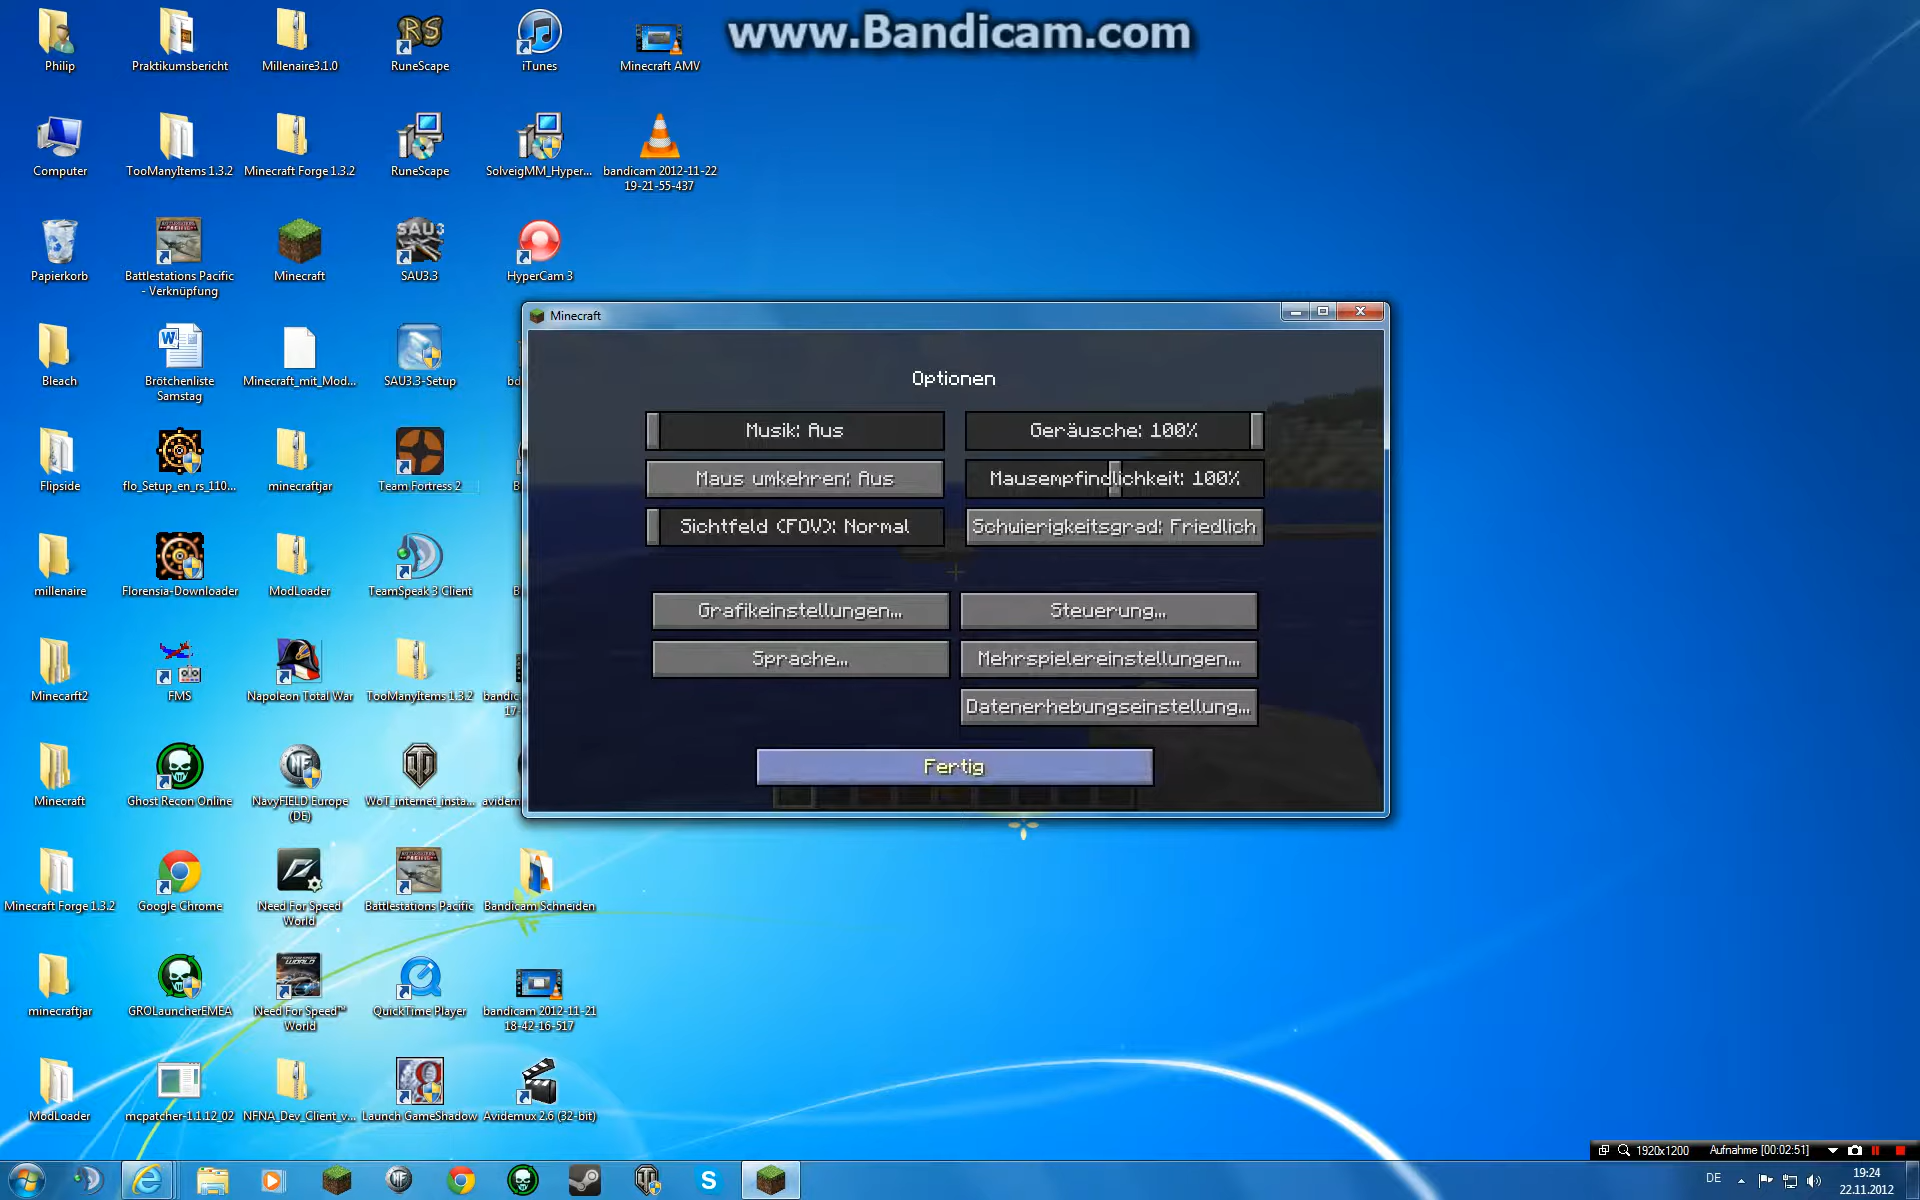 www.Bandicam.com
Philip
Praktikumsbericht
Millenaire3.1.0
RuneScape
iTunes
Minecraft AMV
Computer
TooManyItems 1.3.2
Minecraft Forge 1.3.2
RuneScape
SolveigMM_Hyper...
bandicam 2012-11-22
19-21-55-437
Papierkorb
Battlestations Pacific
- Verknüpfung
Minecraft
SAU3.3
HyperCam 3
Bleach
Brötchenliste
Samstag
Minecraft_mit_Mod...
SAU3.3-Setup
Flipside
flo_Setup_en_rs_110...
minecraftjar
Team Fortress 2
millenaire
Florensia-Downloader
ModLoader
TeamSpeak 3 Client
Minecarft2
FMS
Napoleon Total War
TooManyItems 1.3.2
Minecraft
Ghost Recon Online
NavyFIELD Europe
(DE)
WoT_internet_insta...
Minecraft Forge 1.3.2
Google Chrome
Need For Speed
World
Battlestations Pacific
Bandicam Schneiden
minecraftjar
GROLauncherEMEA
Need For Speed™
World
QuickTime Player
bandicam 2012-11-21
18-42-16-517
ModLoader
mcpatcher-1.1.12_02
NFNA_Dev_Client_v...
Launch GameShadow
Avidemux 2.6 (32-bit)
Minecraft
Optionen
Musik: Aus
Geräusche: 100%
Maus umkehren: Aus
Mausempfindlichkeit: 100%
Sichtfeld (FOV): Normal
Schwierigkeitsgrad: Friedlich
Grafikeinstellungen...
Steuerung...
Sprache...
Mehrspielereinstellungen...
Datenerhebungseinstellung...
Fertig
1920x1200
Aufnahme [00:02:51]
DE
19:24
22.11.2012